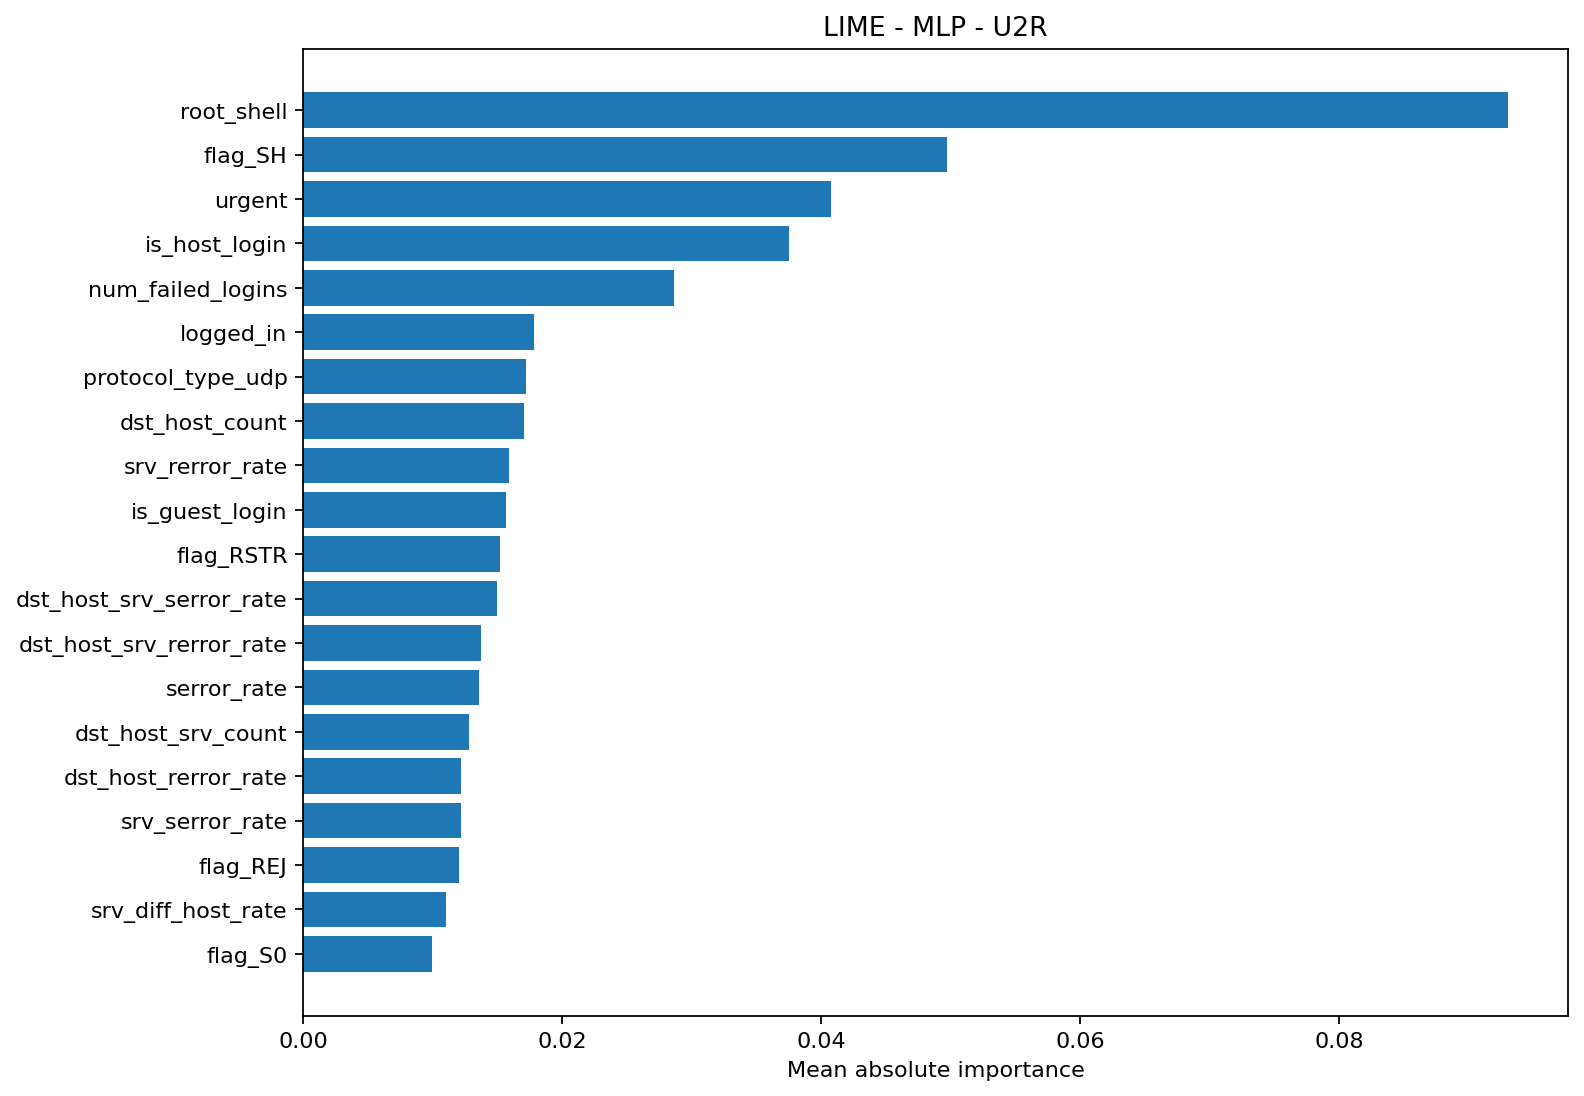 LIME - MLP - U2R
root_shell
flag_SH
urgent
is_host_login
num_failed_logins
logged_in
protocol_type_udp
dst_host_count
srv_rerror_rate
is_guest_login
flag_RSTR
dst_host_srv_serror_rate
dst_host_srv_rerror_rate
serror_rate
dst_host_srv_count
dst_host_rerror_rate
srv_serror_rate
flag_REJ
srv_diff_host_rate
flag_S0
0.00 0.02 0.04 0.06 0.08
Mean absolute importance